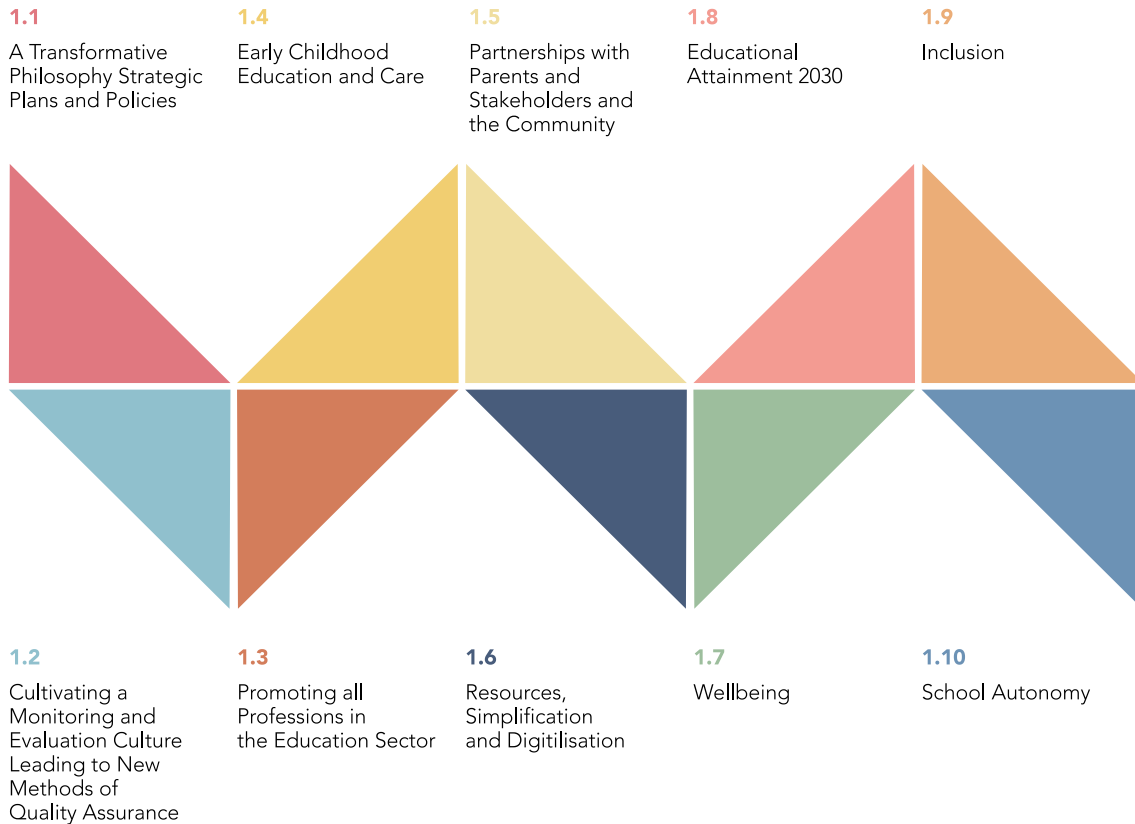 1.1
A Transformative
Philosophy Strategic
Plans and Policies
1.4
Early Childhood
Education and Care
1.5
Partnerships with
Parents and
Stakeholders and
the Community
1.8
Educational
Attainment 2030
1.9
Inclusion
1.2
Cultivating a
Monitoring and
Evaluation Culture
Leading to New
Methods of
Quality Assurance
1.3
Promoting all
Professions in
the Education Sector
1.6
Resources,
Simplification
and Digitilisation
1.7
Wellbeing
1.10
School Autonomy